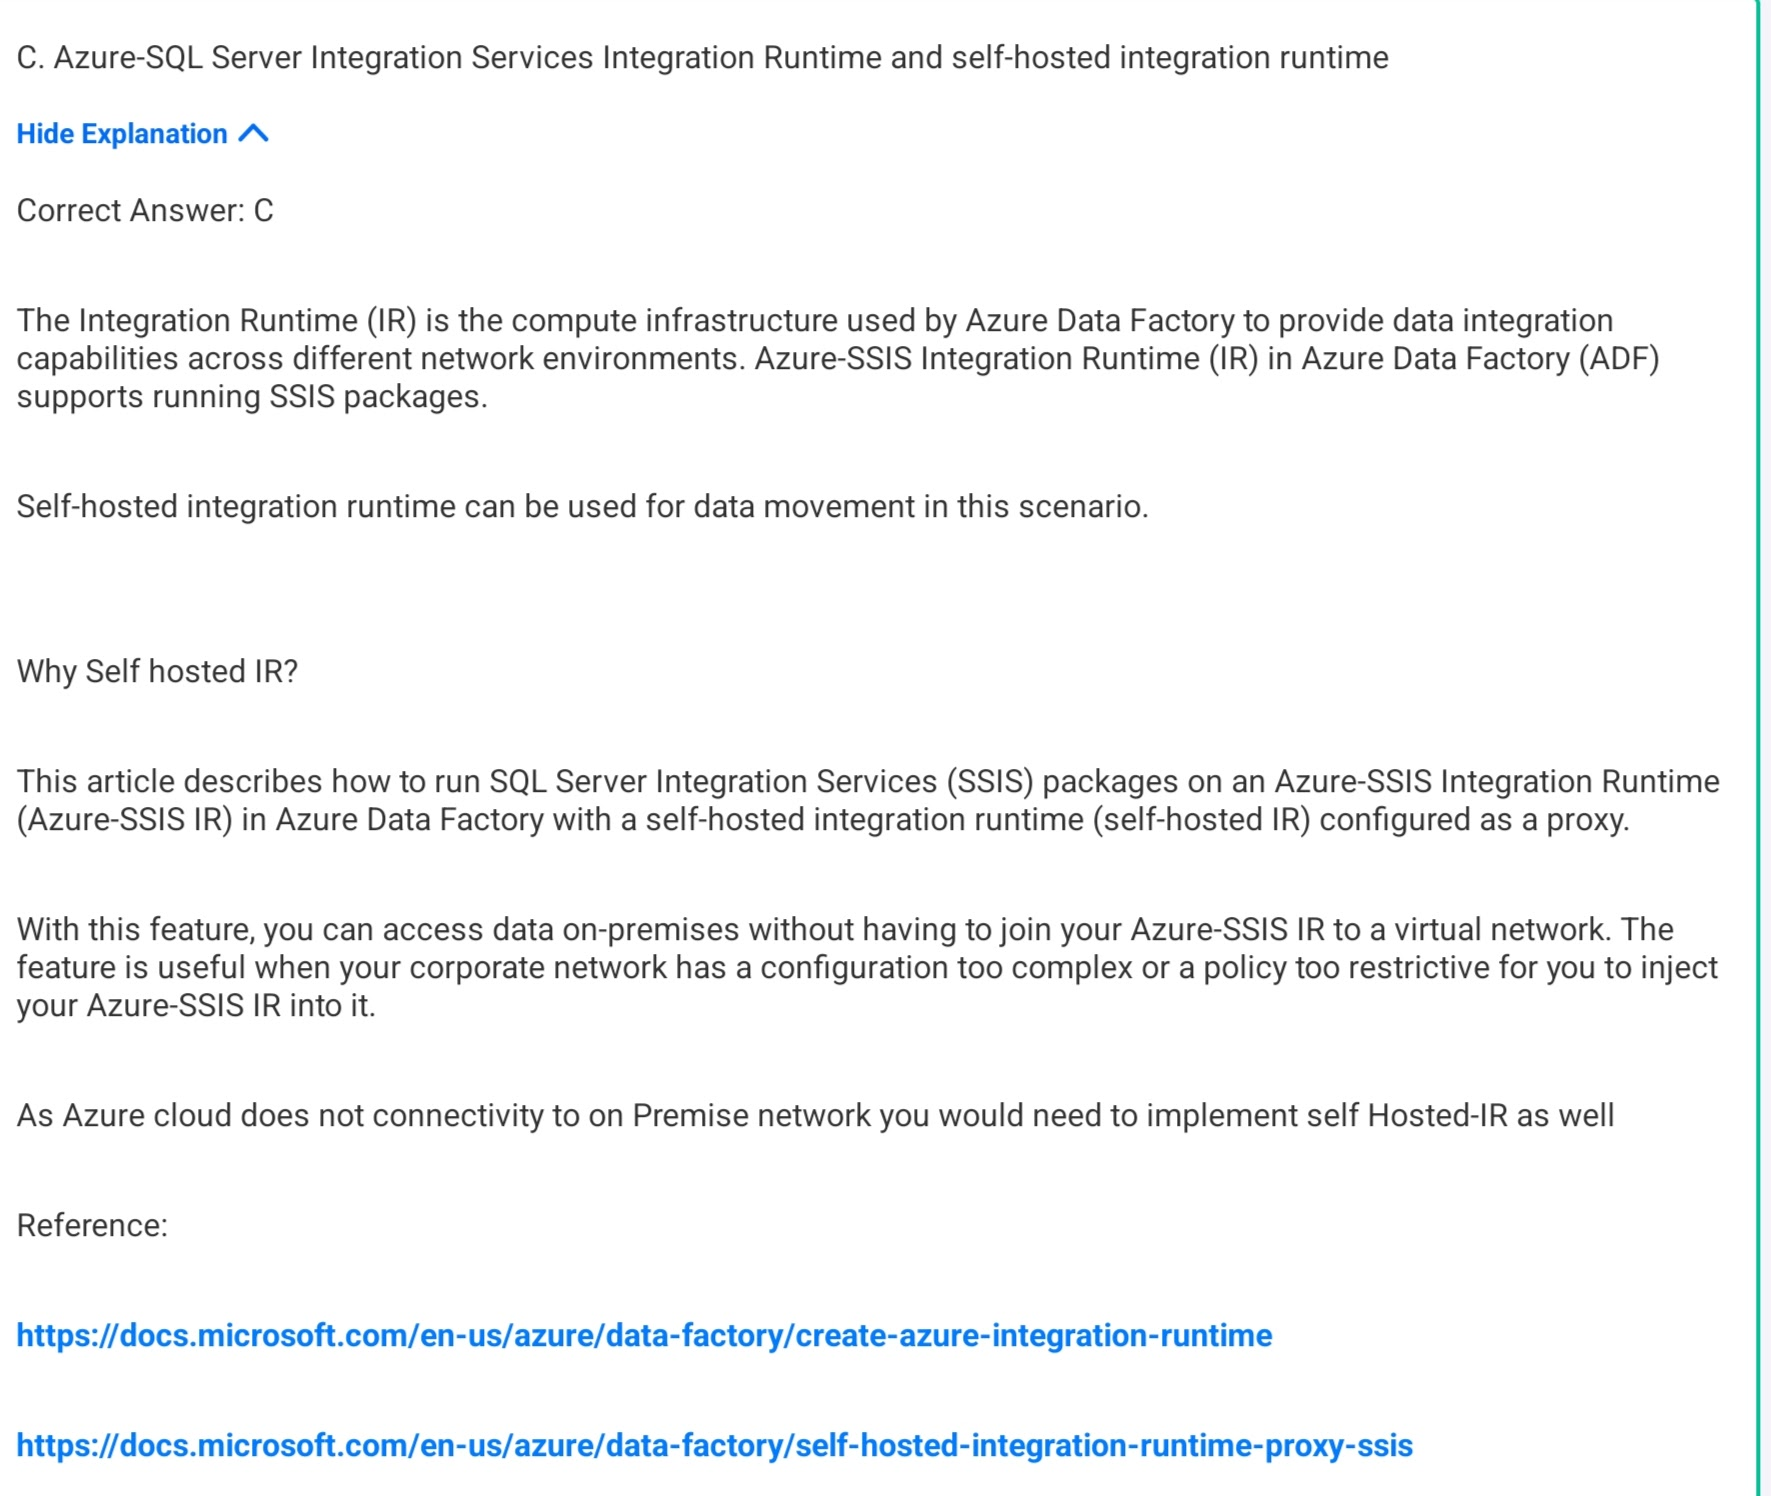 C. Azure-SQL Server Integration Services Integration Runtime and self-hosted integration runtime
Hide Explanation
Correct Answer: C
The Integration Runtime (IR) is the compute infrastructure used by Azure Data Factory to provide data integration
capabilities across different network environments. Azure-SSIS Integration Runtime (IR) in Azure Data Factory (ADF)
supports running SSIS packages.
Self-hosted integration runtime can be used for data movement in this scenario.
Why Self hosted IR?
This article describes how to run SQL Server Integration Services (SSIS) packages on an Azure-SSIS Integration Runtime
(Azure-SSIS IR) in Azure Data Factory with a self-hosted integration runtime (self-hosted IR) configured as a proxy.
With this feature, you can access data on-premises without having to join your Azure-SSIS IR to a virtual network. The
feature is useful when your corporate network has a configuration too complex or a policy too restrictive for you to inject
your Azure-SSIS IR into it.
As Azure cloud does not connectivity to on Premise network you would need to implement self Hosted-IR as well
Reference:
https://docs.microsoft.com/en-us/azure/data-factory/create-azure-integration-runtime
https://docs.microsoft.com/en-us/azure/data-factory/self-hosted-integration-runtime-proxy-ssis